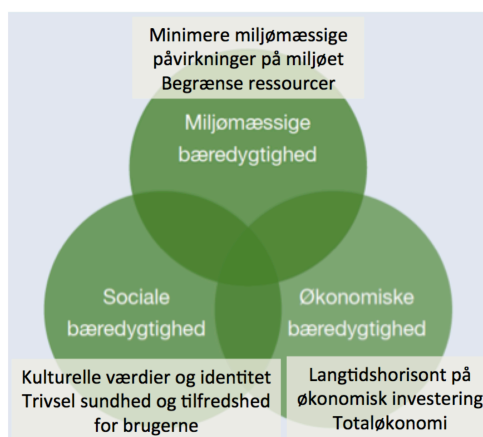 Minimere miljømæssige
påvirkninger på miljøet
Begrænse ressourcer
Miljømæssige
bæredygtighed
Sociale
bæredygtighed
Økonomiske
bæredygtighed
Kulturelle værdier og identitet
Trivsel sundhed og tilfredshed
for brugerne
Langtidshorisont på
økonomisk investering
Totaløkonomi